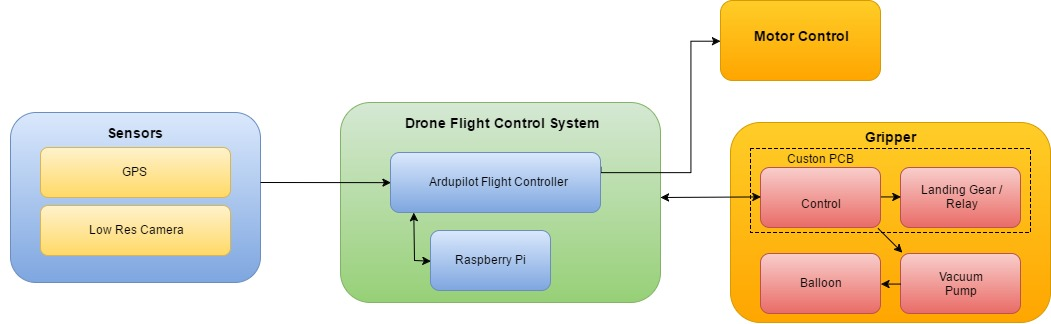 Motor Control
Sensors
GPS
Low Res Camera
Drone Flight Control System
Ardupilot Flight Controller
Raspberry Pi
Gripper
Custon PCB
Control
Landing Gear /
Relay
Balloon
Vacuum
Pump